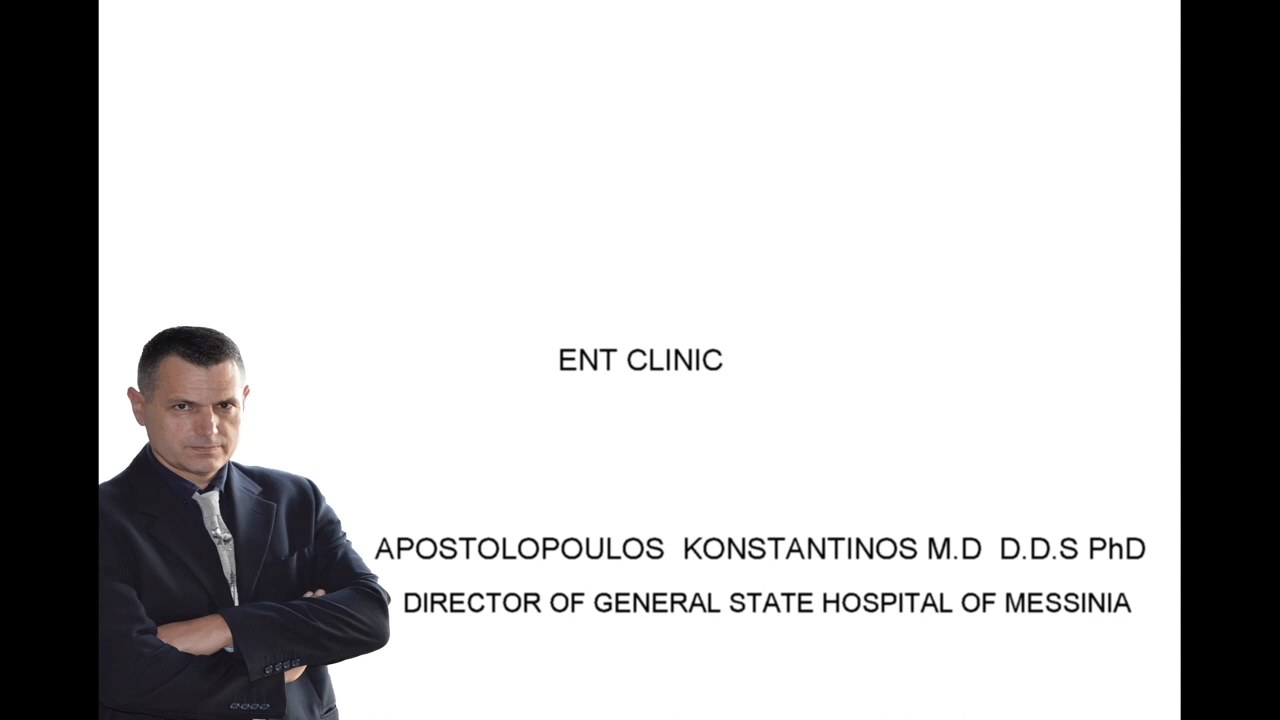 ENT CLINIC
APOSTOLOPOULOS KONSTANTINOS M.D D.D.S PhD
DIRECTOR OF GENERAL STATE HOSPITAL OF MESSINIA